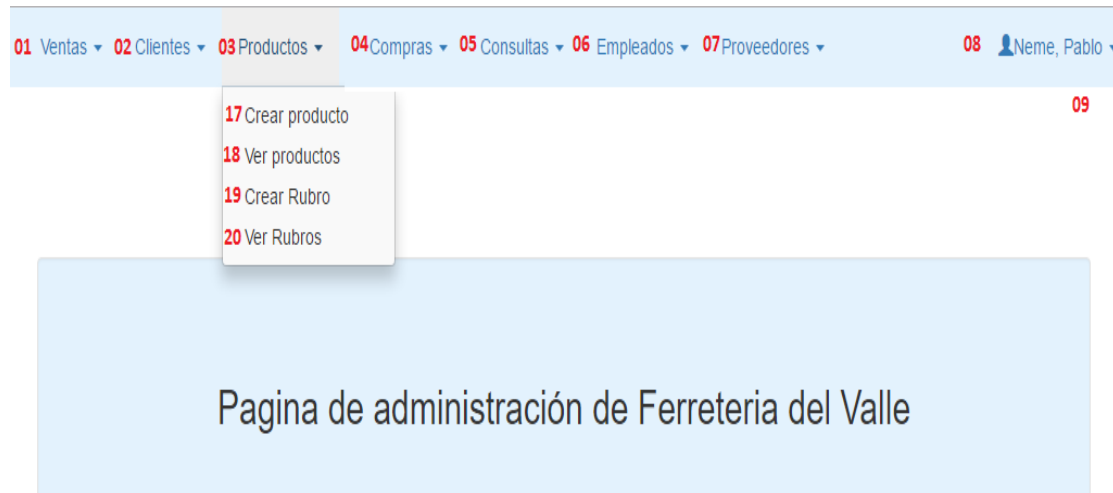 01 Ventas 02 Clientes 03 Productos 04 Compras 05 Consultas 06 Empleados 07 Proveedores 08 Neme, Pablo
09
17 Crear producto
18 Ver productos
19 Crear Rubro
20 Ver Rubros
Pagina de administración de Ferreteria del Valle